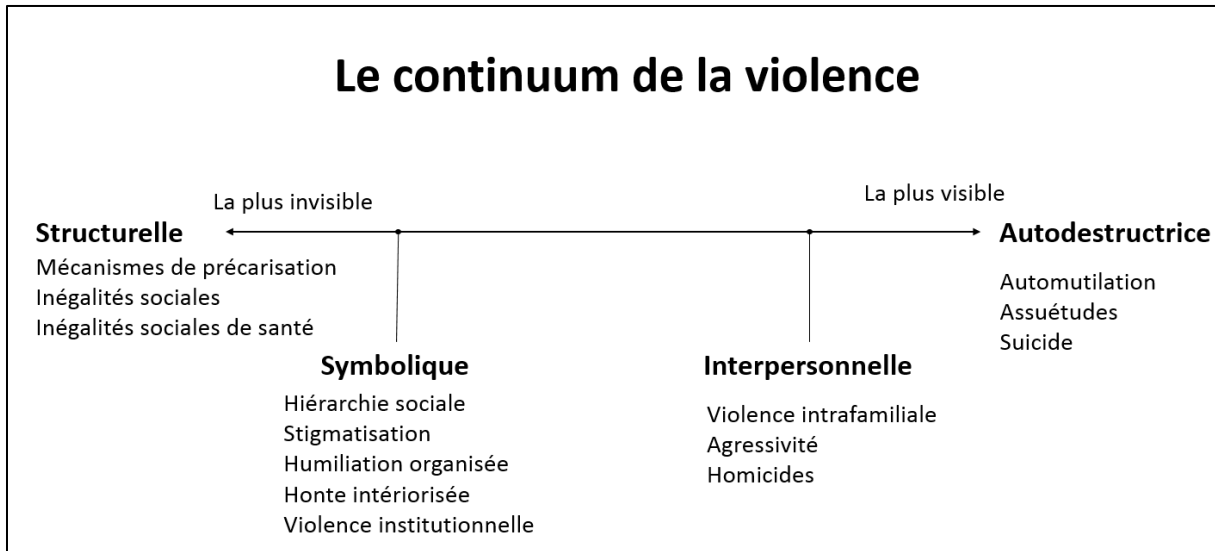 Le continuum de la violence
La plus invisible
La plus visible
Structurelle
Mécanismes de précarisation
Inégalités sociales
Inégalités sociales de santé
Symbolique
Hiérarchie sociale
Stigmatisation
Humiliation organisée
Honte intériorisée
Violence institutionnelle
Interpersonnelle
Violence intrafamiliale
Agressivité
Homicides
Autodestructrice
Automutilation
Assuétudes
Suicide